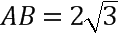 AB = 2√3